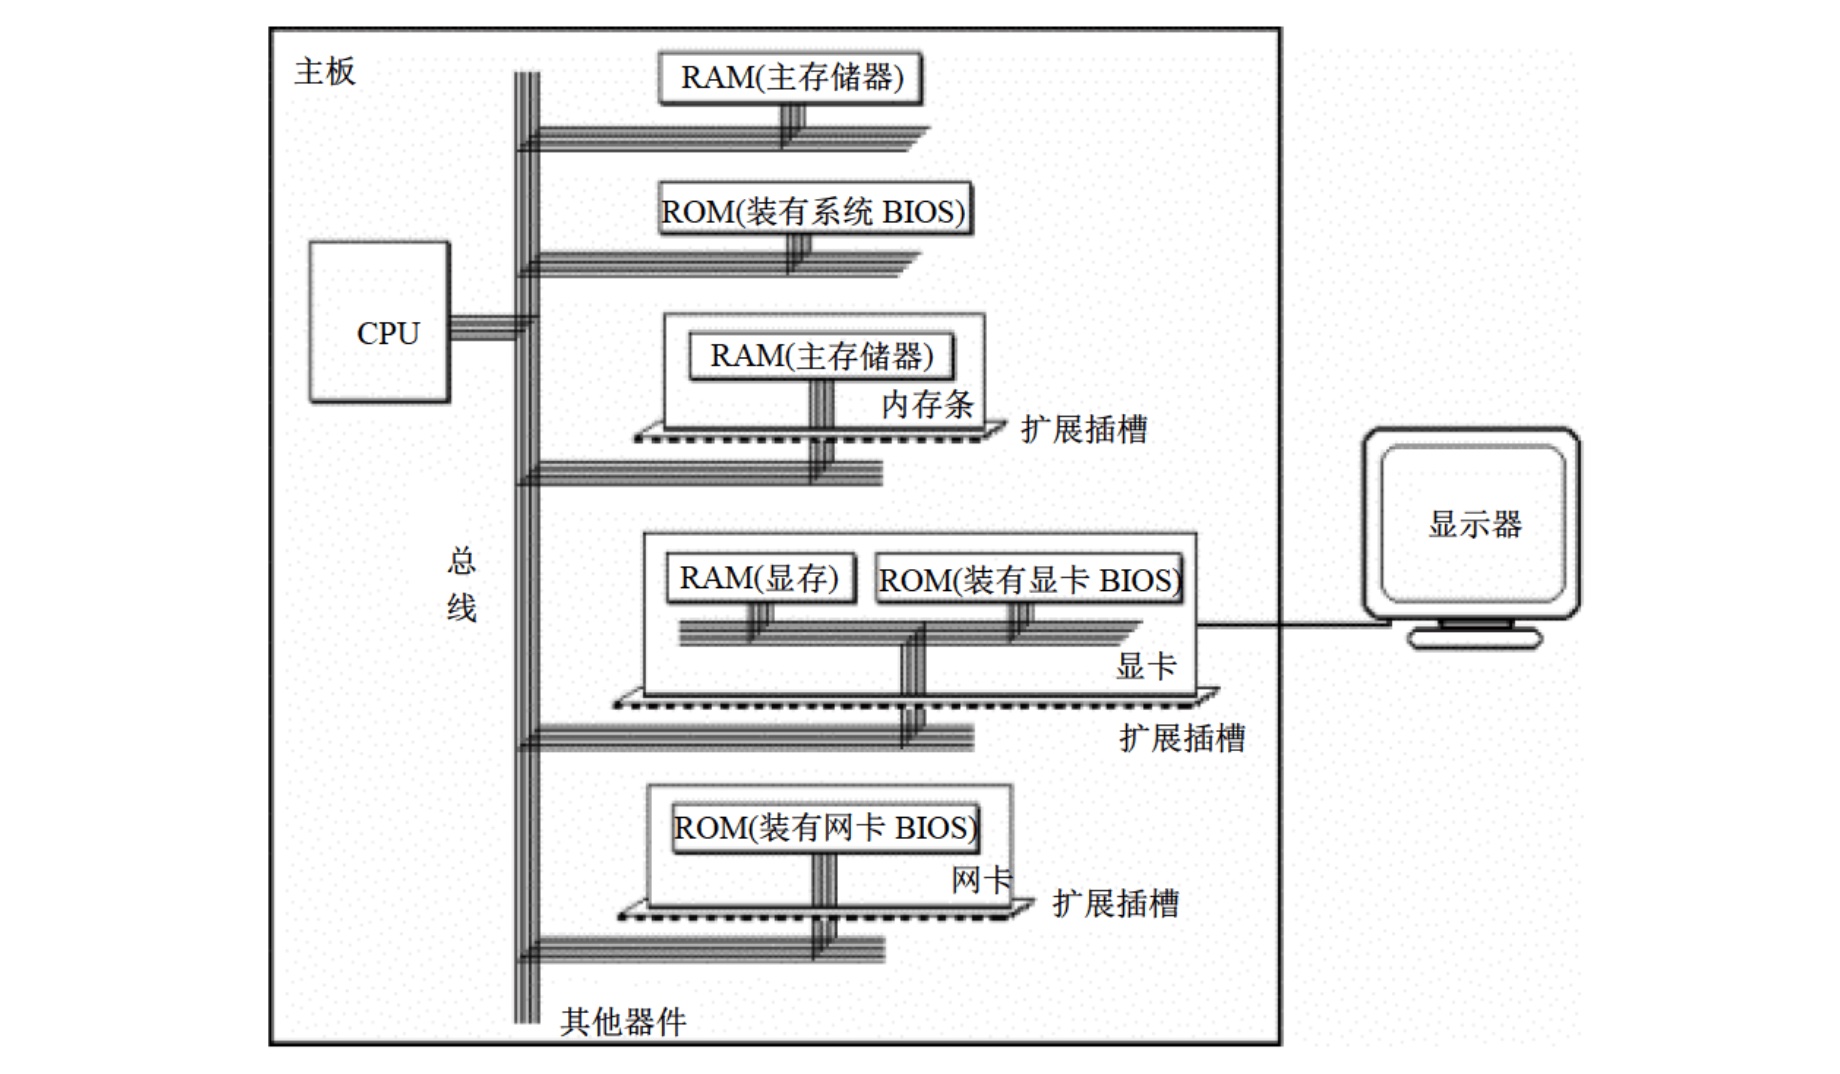 主板
RAM(主存储器)
ROM(装有系统 BIOS)
CPU
RAM(主存储器)
内存条
扩展插槽
总
线
RAM(显存)
ROM(装有显卡 BIOS)
显卡
扩展插槽
显示器
ROM(装有网卡 BIOS)
网卡
扩展插槽
其他器件